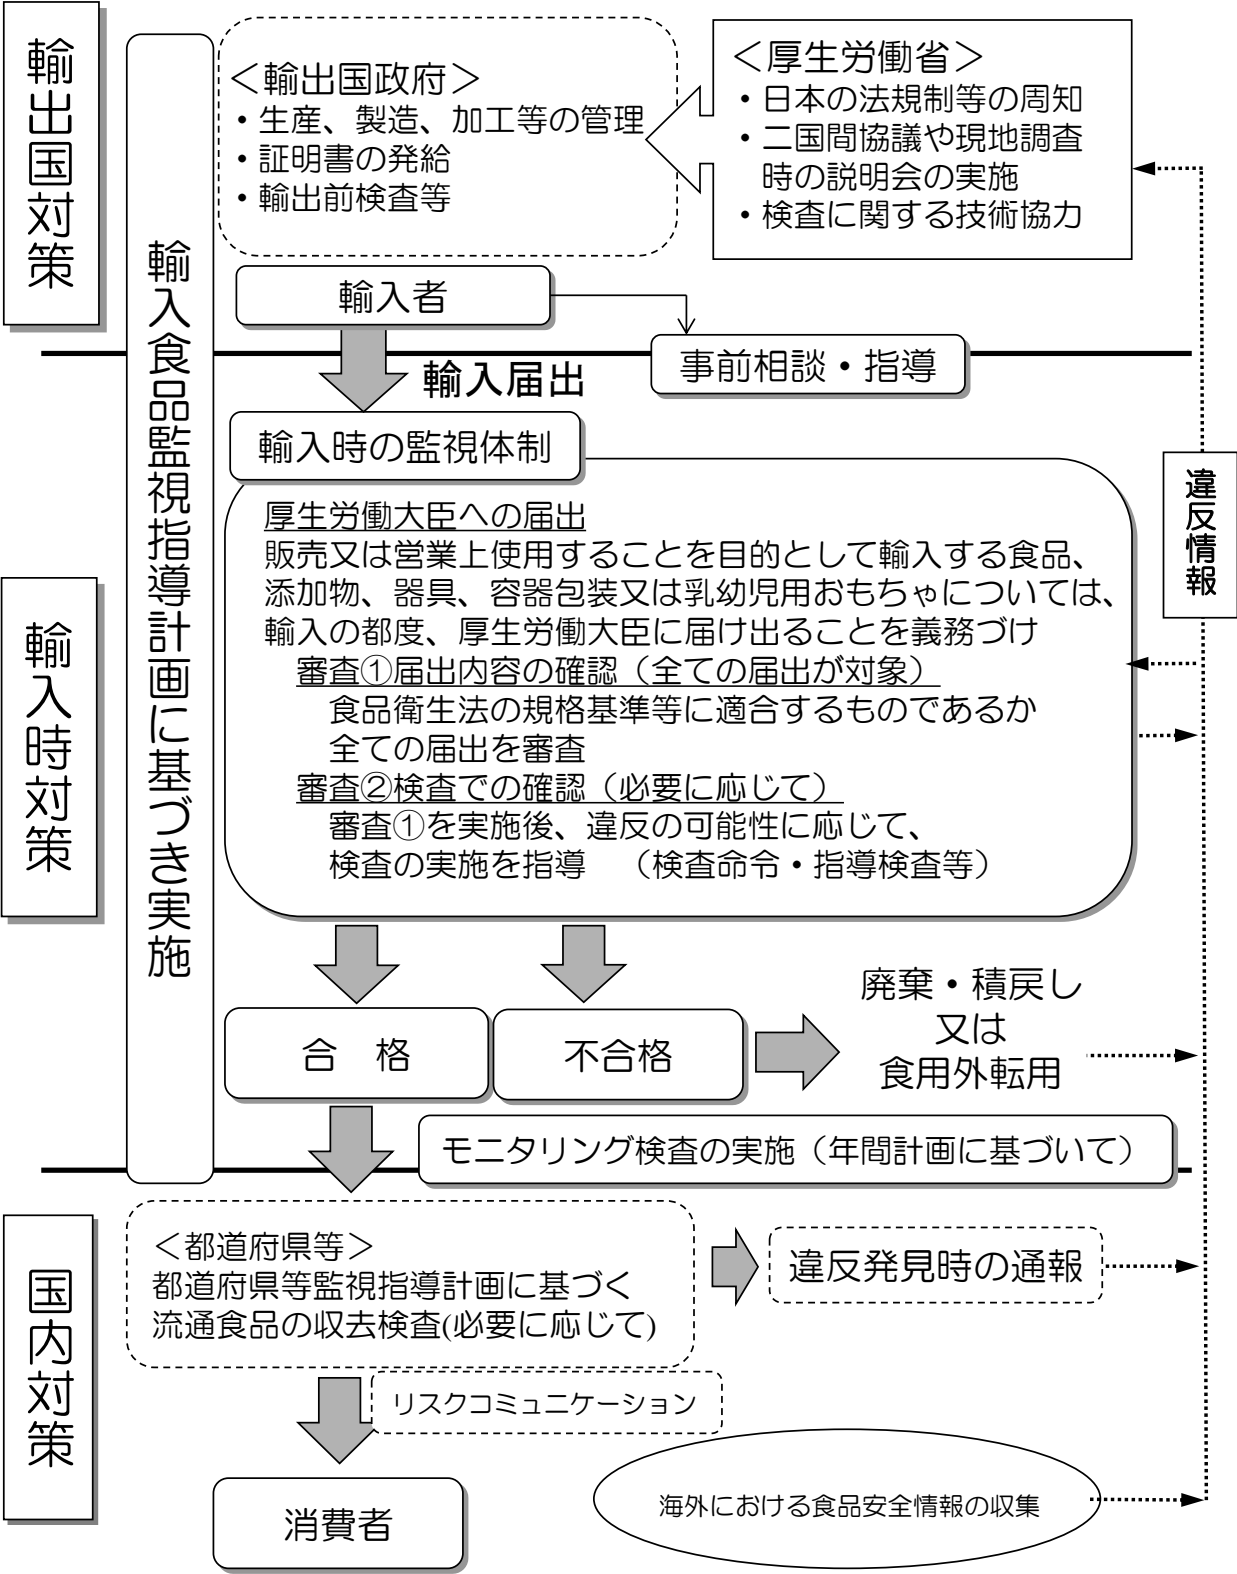 輸出国対策
輸入食品監視指導計画に基づき実施
＜輸出国政府＞
・生産、製造、加工等の管理
・証明書の発給
・輸出前検査等
＜厚生労働省＞
・日本の法規制等の周知
・二国間協議や現地調査
時の説明会の実施
・検査に関する技術協力
輸入者
事前相談・指導
輸入届出
違反情報
輸入時対策
輸入時の監視体制
厚生労働大臣への届出
販売又は営業上使用することを目的として輸入する食品、
添加物、器具、容器包装又は乳幼児用おもちゃについては、
輸入の都度、厚生労働大臣に届け出ることを義務づけ
審査①届出内容の確認（全ての届出が対象）
食品衛生法の規格基準等に適合するものであるか
全ての届出を審査
審査②検査での確認（必要に応じて）
審査①を実施後、違反の可能性に応じて、
検査の実施を指導　（検査命令・指導検査等）
合　格
不合格
廃棄・積戻し
又は
食用外転用
モニタリング検査の実施（年間計画に基づいて）
国内対策
＜都道府県等＞
都道府県等監視指導計画に基づく
流通食品の収去検査(必要に応じて)
違反発見時の通報
リスクコミュニケーション
消費者
海外における食品安全情報の収集